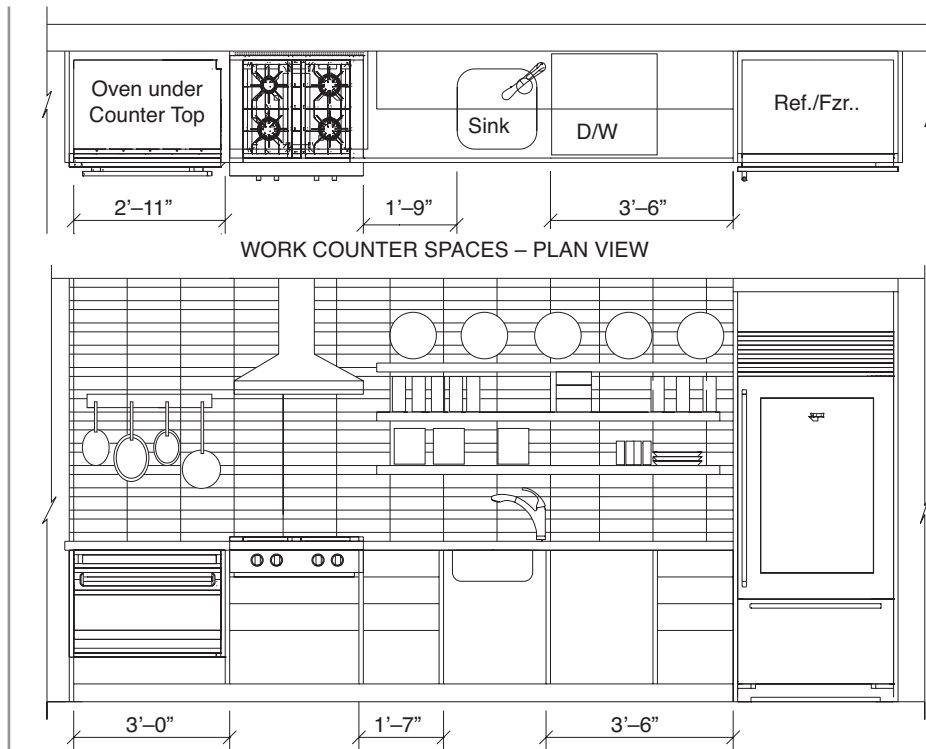 Oven under
Counter Top
Sink
D/W
Ref./Fzr..
2’–11”
1’–9”
3’–6”
WORK COUNTER SPACES – PLAN VIEW
3’–0”
1’–7”
3’–6”